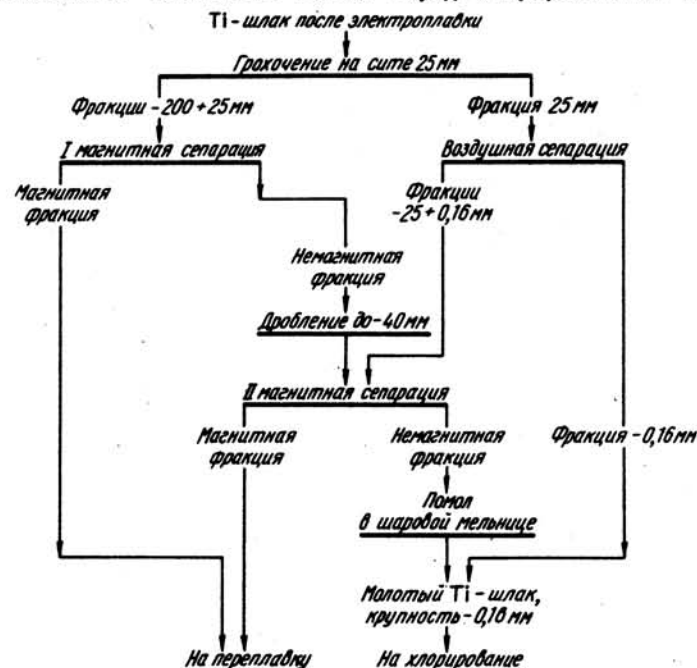 Ti - шлак после электроплавки
Грохочение на сите 25 мм
Фракции - 200 + 25 мм
Фракция 25 мм
I магнитная сепарация
Воздушная сепарация
Магнитная
фракция
Фракции
- 25 + 0,16 мм
Немагнитная
фракция
Дробление до - 40 мм
II магнитная сепарация
Магнитная
фракция
Немагнитная
фракция
Фракция - 0,16 мм
Помол
в шаровой мельнице
Молотый Ti - шлак,
крупность - 0,16 мм
На переплавку
На хлорирование